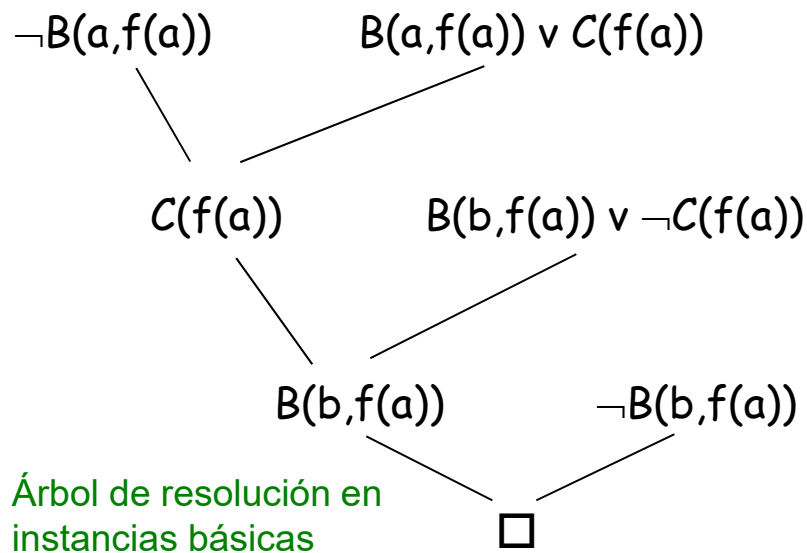 ¬B(a,f(a)) B(a,f(a)) v C(f(a))
C(f(a)) B(b,f(a)) v ¬C(f(a))
B(b,f(a)) ¬B(b,f(a))
Árbol de resolución en
instancias básicas
□